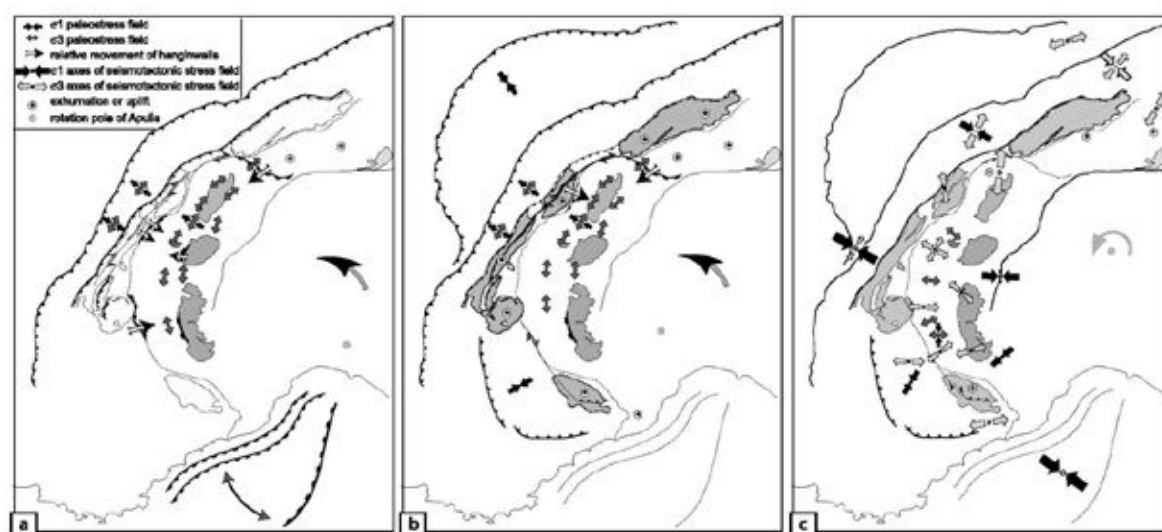 σ1 paleostress field
σ3 paleostress field
relative movement of hanginwalls
σ1 axes of seismotectonic stress field
σ3 axes of seismotectonic stress field
exhumation or uplift
rotation pole of Apulia
a
b
c